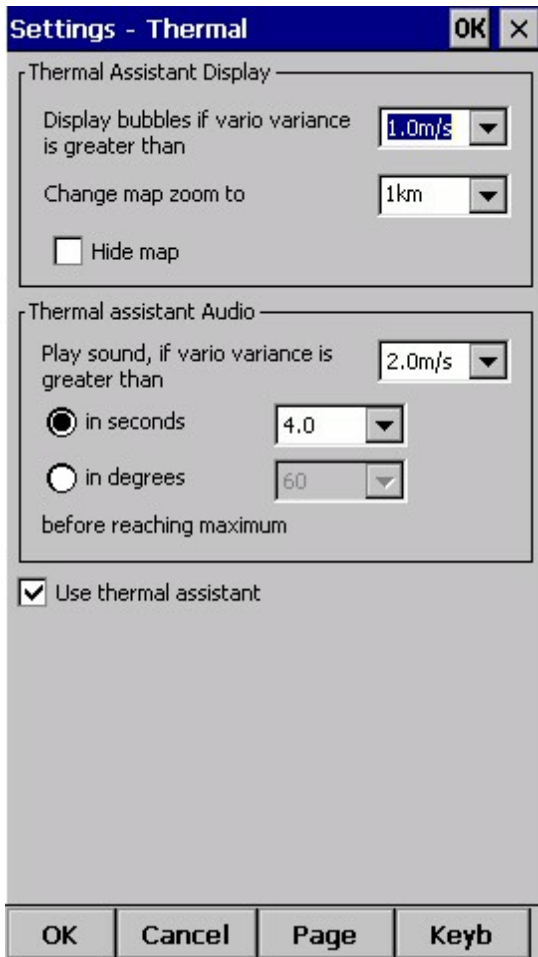 Settings - Thermal OK ×
Thermal Assistant Display
Display bubbles if vario variance
is greater than
1.0m/s
Change map zoom to 1km
Hide map
Thermal assistant Audio
Play sound, if vario variance is
greater than
2.0m/s
in seconds 4.0
in degrees 60
before reaching maximum
Use thermal assistant
OK Cancel Page Keyb